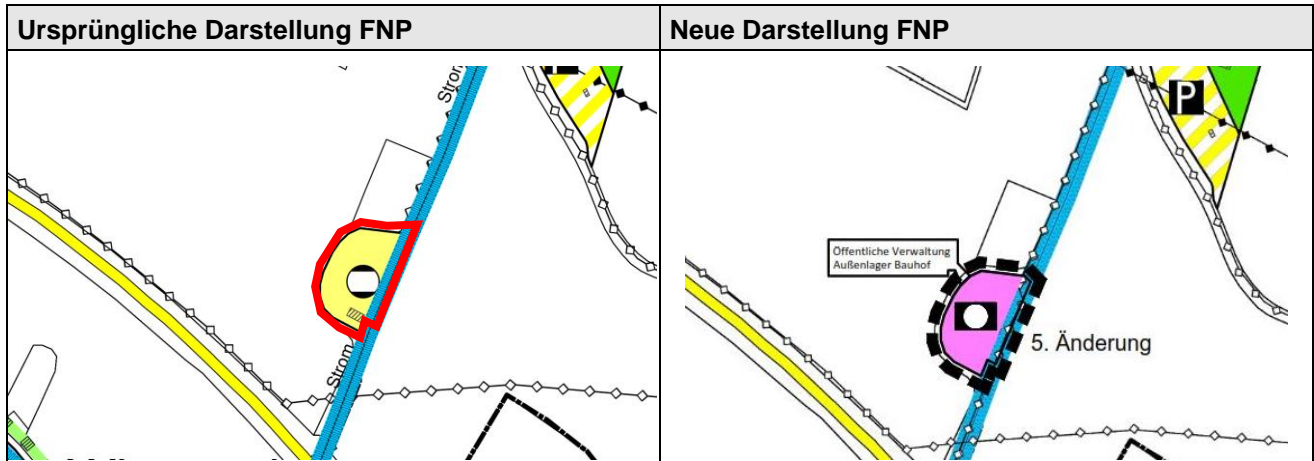 Ursprüngliche Darstellung FNP
Neue Darstellung FNP
Strom
Strom
P
Öffentliche Verwaltung
Außenlager Bauhof
5. Änderung